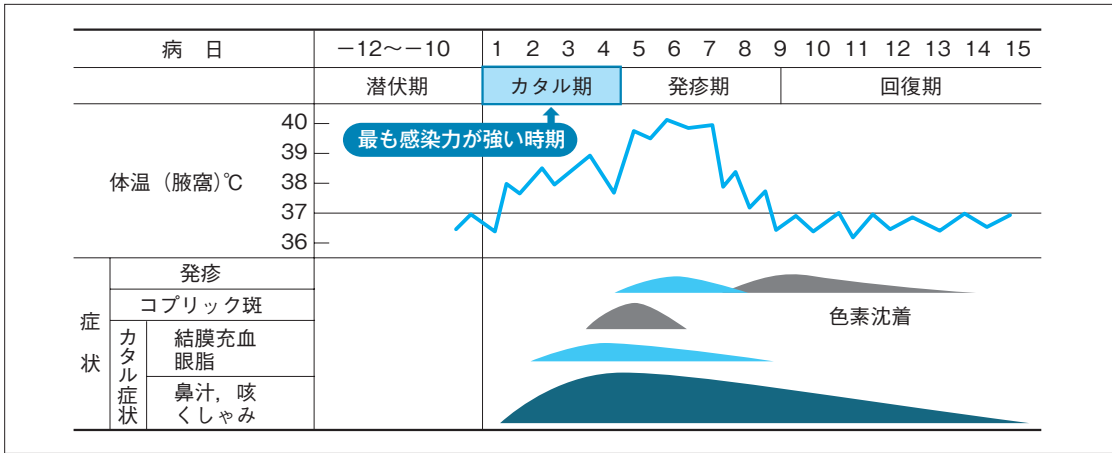 病　日 −12〜−10 1 2 3 4 5 6 7 8 9 10 11 12 13 14 15
潜伏期 カタル期 発疹期 回復期
最も感染力が強い時期
体温（腋窩）℃
40
39
38
37
36
症状
発疹
コプリック斑
色素沈着
カタル症状
結膜充血
眼脂
鼻汁，咳
くしゃみ